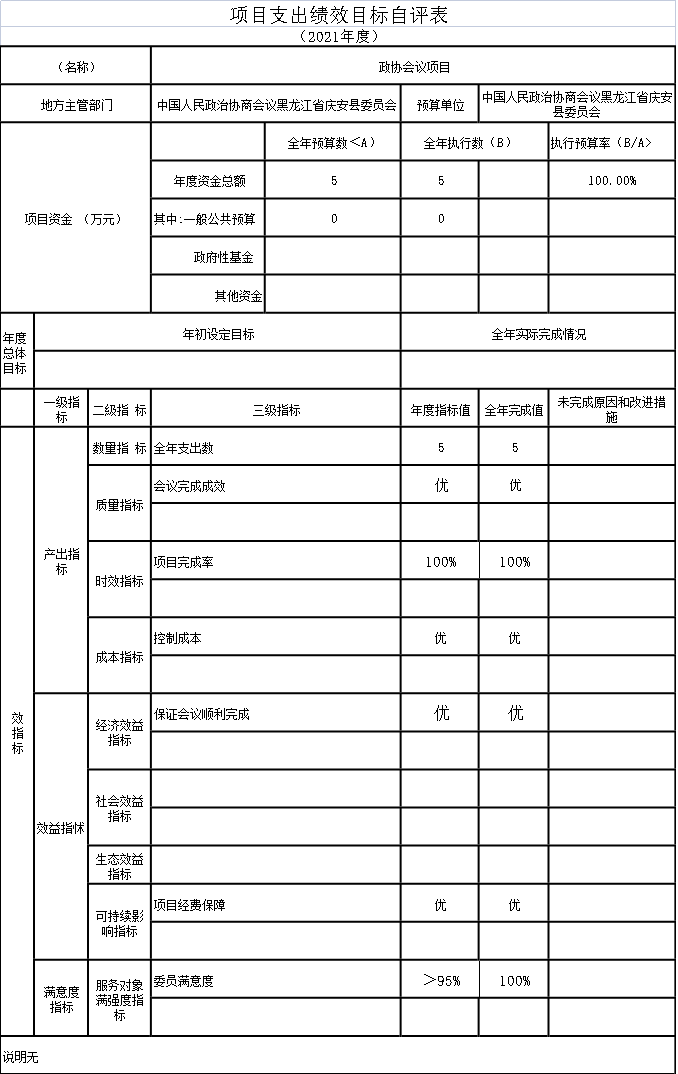 项目支出绩效目标自评表
（2021年度）
（名称） 政协会议项目
地方主管部门 中国人民政治协商会议黑龙江省庆安县委员会 预算单位 中国人民政治协商会议黑龙江省庆安
县委员会
项目资金 （万元） 全年预算数＜A） 全年执行数（B） 执行预算率（B/A>
年度资金总额 5 5 100.00%
其中:一般公共预算 0 0
政府性基金
其他资金
年度
总体
目标
年初设定目标 全年实际完成情况
一级指
标
二级指 标 三级指标 年度指标值 全年完成值 未完成原因和改进措
施
效
指
标
产出指
标
数量指 标 全年支出数 5 5
质量指标 会议完成成效 优 优
时效指标 项目完成率 100% 100%
成本指标 控制成本 优 优
效益指怵
经济效益
指标
保证会议顺利完成 优 优
社会效益
指标
生态效益
指标
可持续影
响指标
项目经费保障 优 优
满意度
指标
服务对象
满强度指
标
委员满意度 ＞95% 100%
说明无